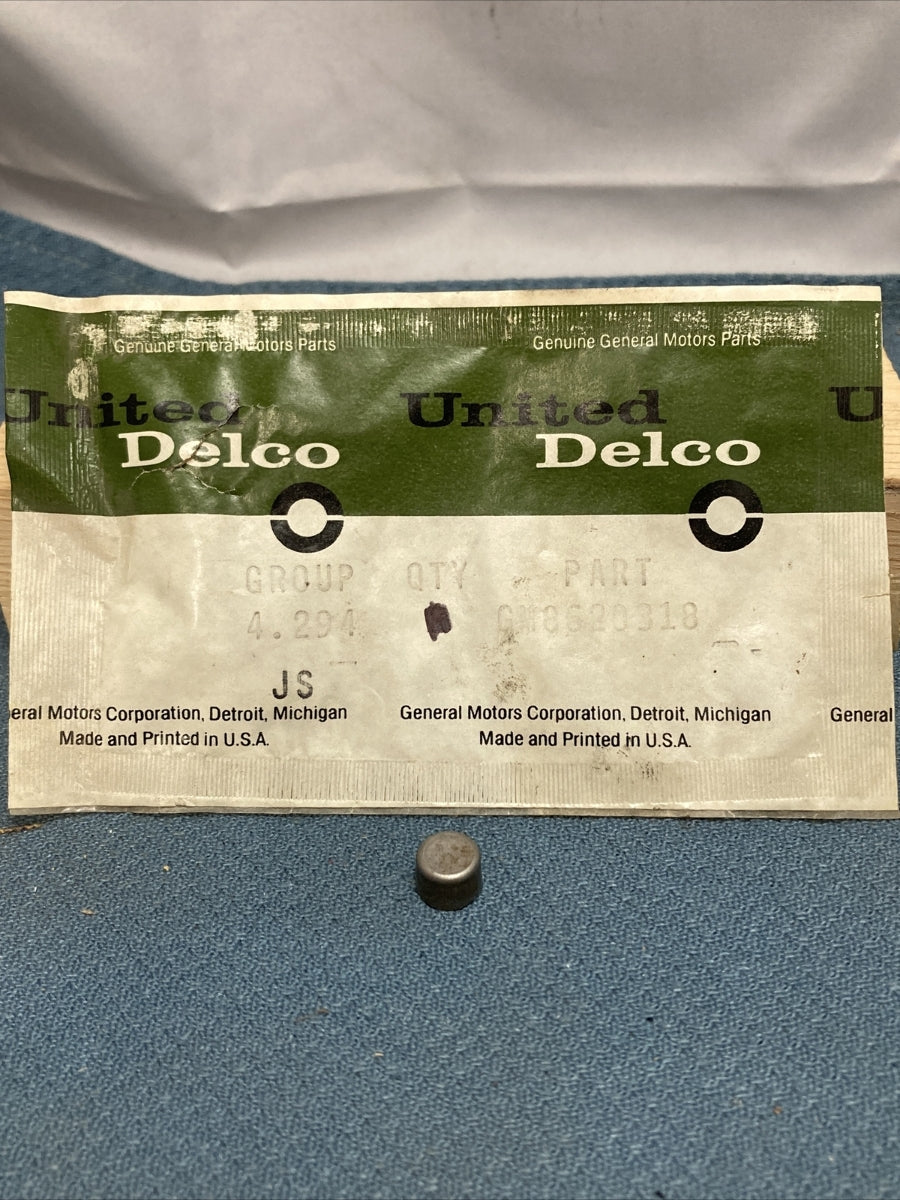 Genuine General Motors Parts Genuine General Motors Parts
United United U
Delco Delco
GROUP QTY PART
4.294 GM8620318
JS
eral Motors Corporation, Detroit, Michigan General Motors Corporation, Detroit, Michigan General
Made and Printed in U.S.A. Made and Printed in U.S.A.